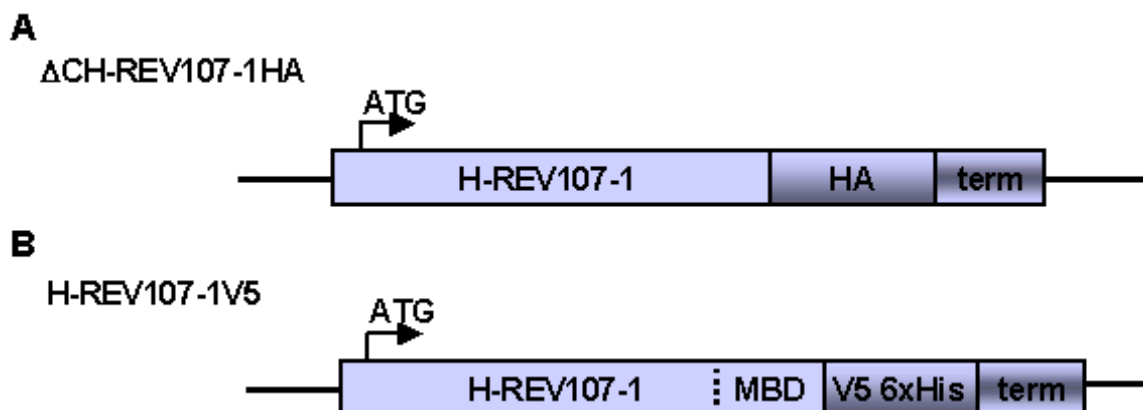 A
ΔCH-REV107-1HA
ATG
H-REV107-1 HA term
B
H-REV107-1V5
ATG
H-REV107-1 MBD V5 6xHis term